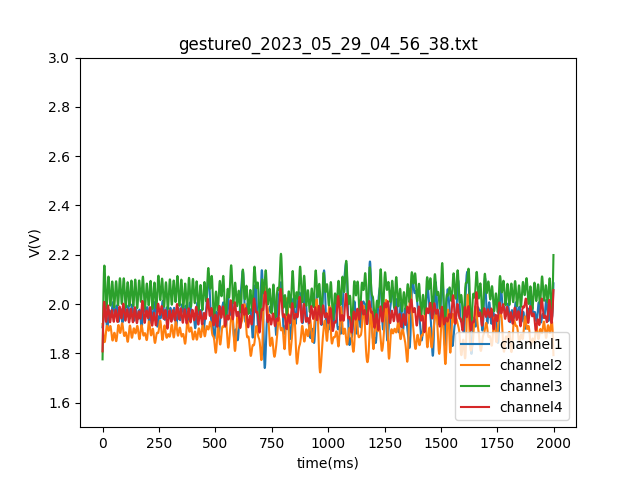 gesture0_2023_05_29_04_56_38.txt
3.0
2.8
2.6
2.4
2.2
2.0
1.8
1.6
V(V)
channel1
channel2
channel3
channel4
0 250 500 750 1000 1250 1500 1750 2000
time(ms)